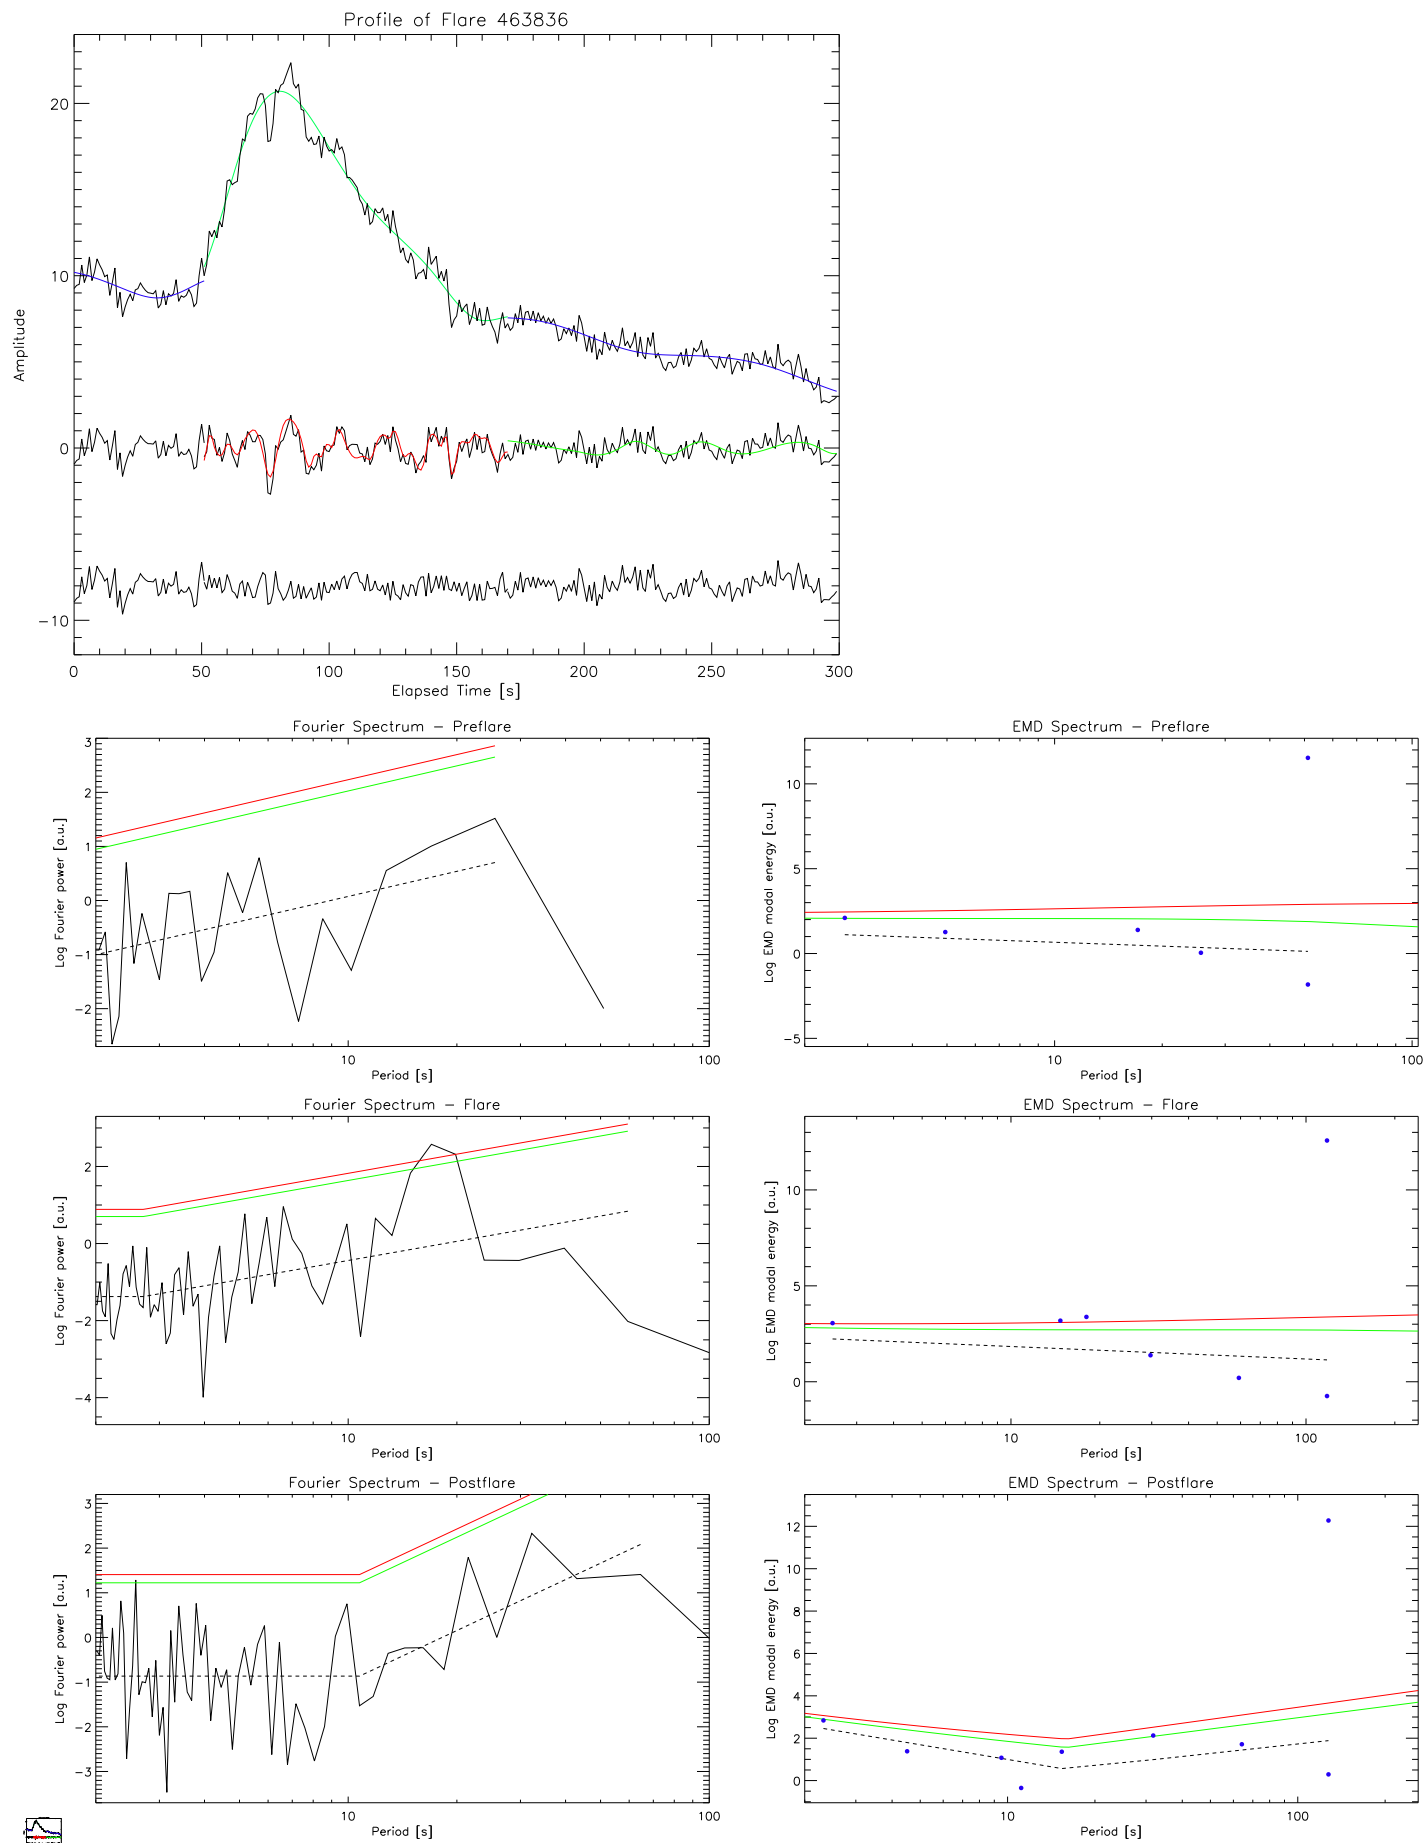 Profile of Flare 463836
20
10
0
−10
Amplitude
0 50 100 150 200 250 300
Elapsed Time [s]
Fourier Spectrum − Preflare
3
2
1
0
−1
−2
Log Fourier power [a.u.]
10 100
Period [s]
EMD Spectrum − Preflare
10
5
0
−5
Log EMD modal energy [a.u.]
10 100
Period [s]
Fourier Spectrum − Flare
2
0
−2
−4
Log Fourier power [a.u.]
10 100
Period [s]
EMD Spectrum − Flare
10
5
0
Log EMD modal energy [a.u.]
10 100
Period [s]
Fourier Spectrum − Postflare
3
2
1
0
−1
−2
−3
Log Fourier power [a.u.]
10 100
Period [s]
EMD Spectrum − Postflare
12
10
8
6
4
2
0
Log EMD modal energy [a.u.]
10 100
Period [s]